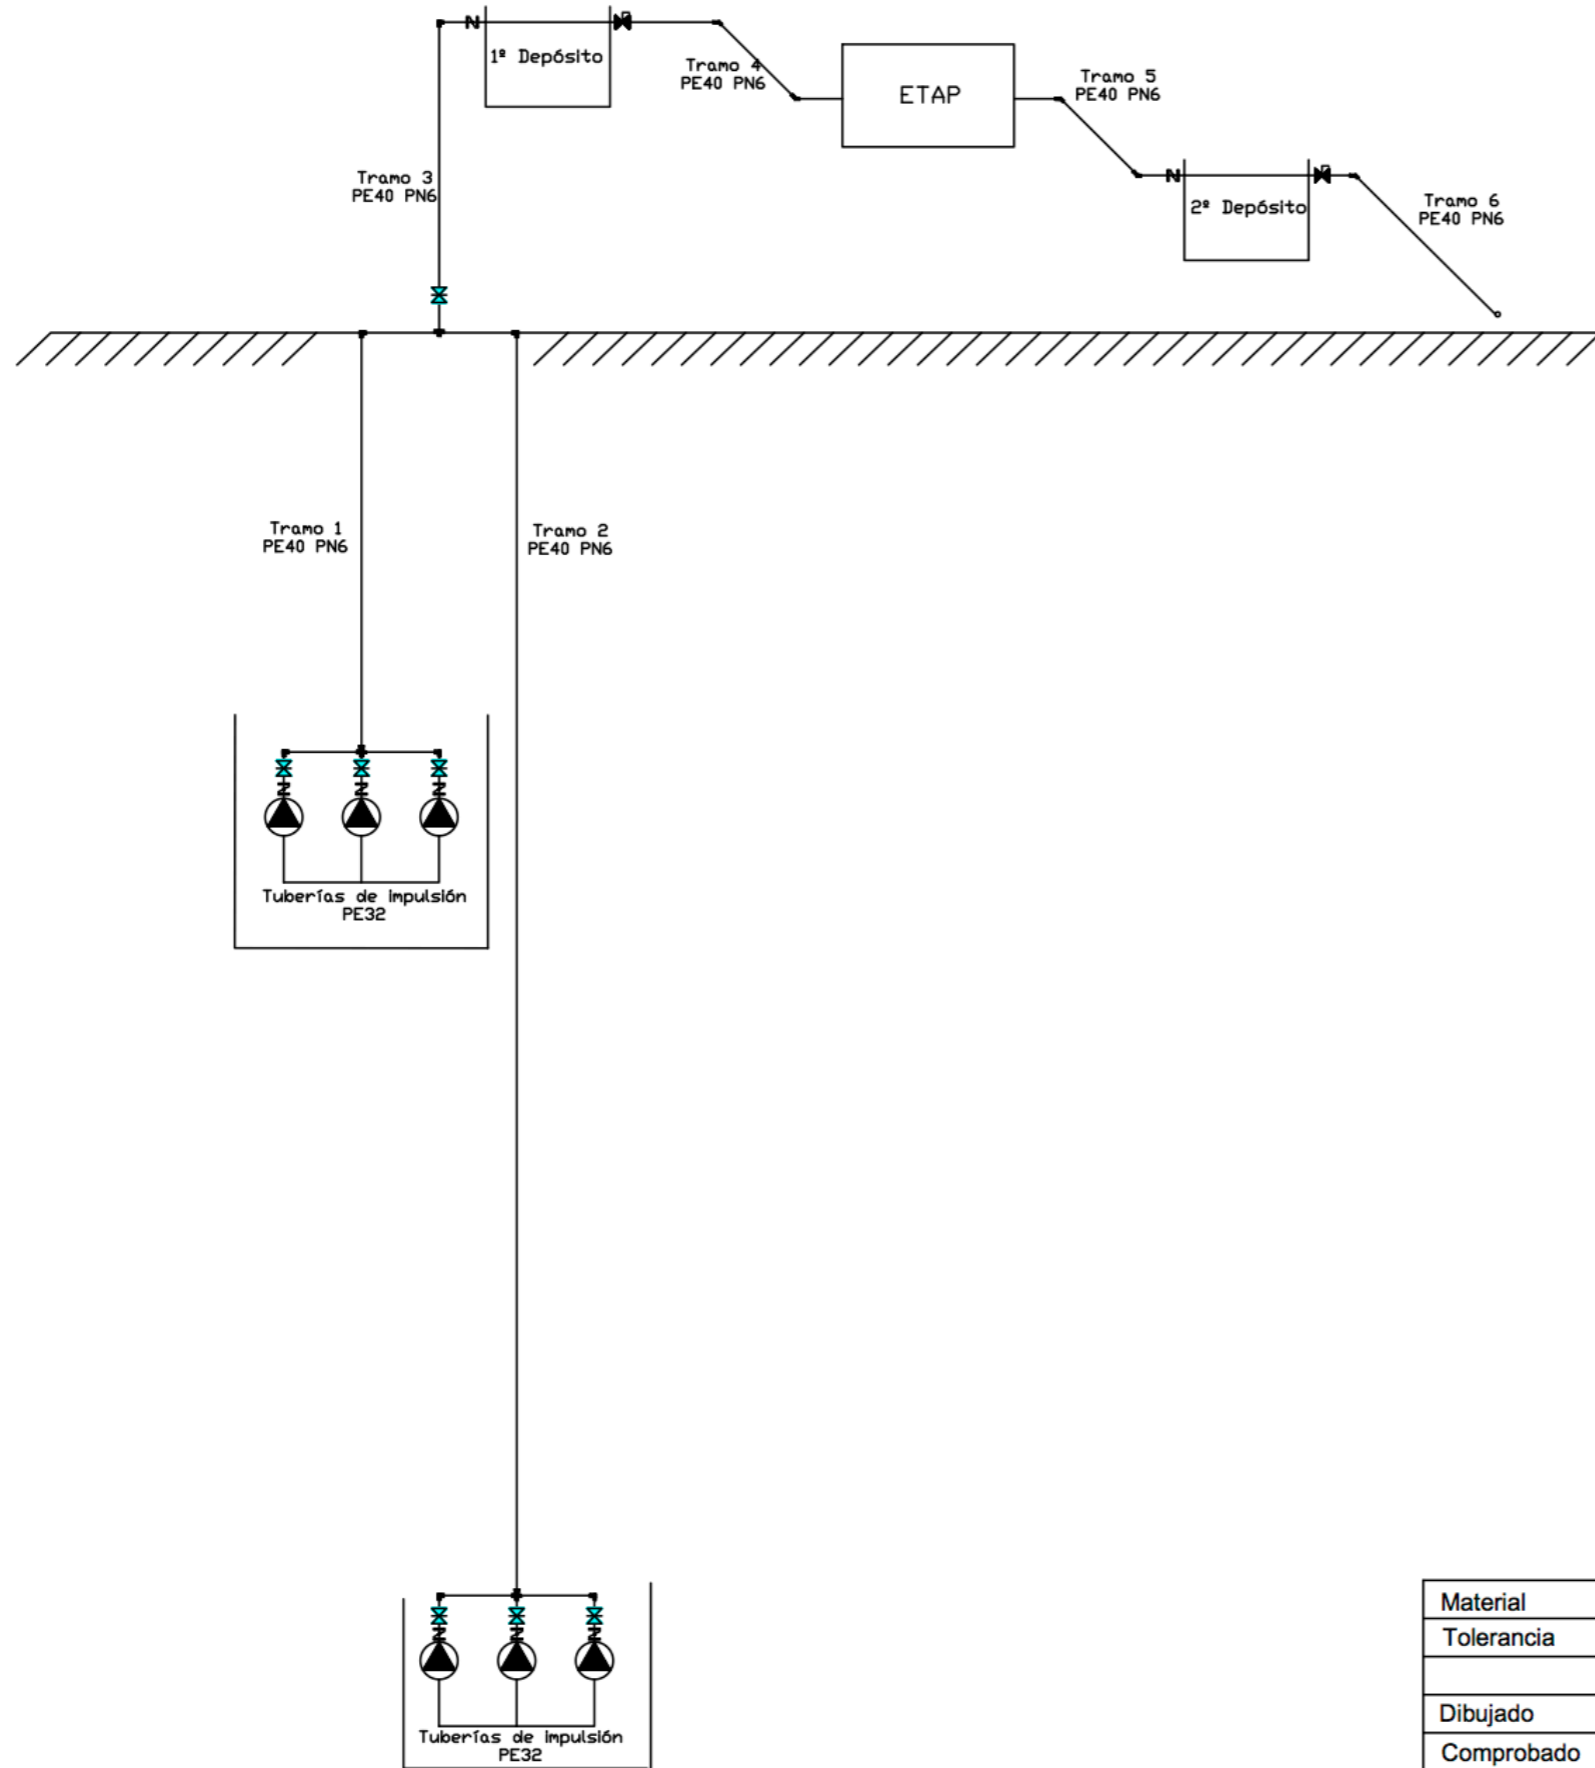 1º Depósito
Tramo 4
PE40 PN6
ETAP
Tramo 5
PE40 PN6
Tramo 3
PE40 PN6
2º Depósito
Tramo 6
PE40 PN6
Tramo 1
PE40 PN6
Tramo 2
PE40 PN6
Tuberías de impulsión
PE32
Tuberías de impulsión
PE32
Material
Tolerancia
Dibujado
Comprobado